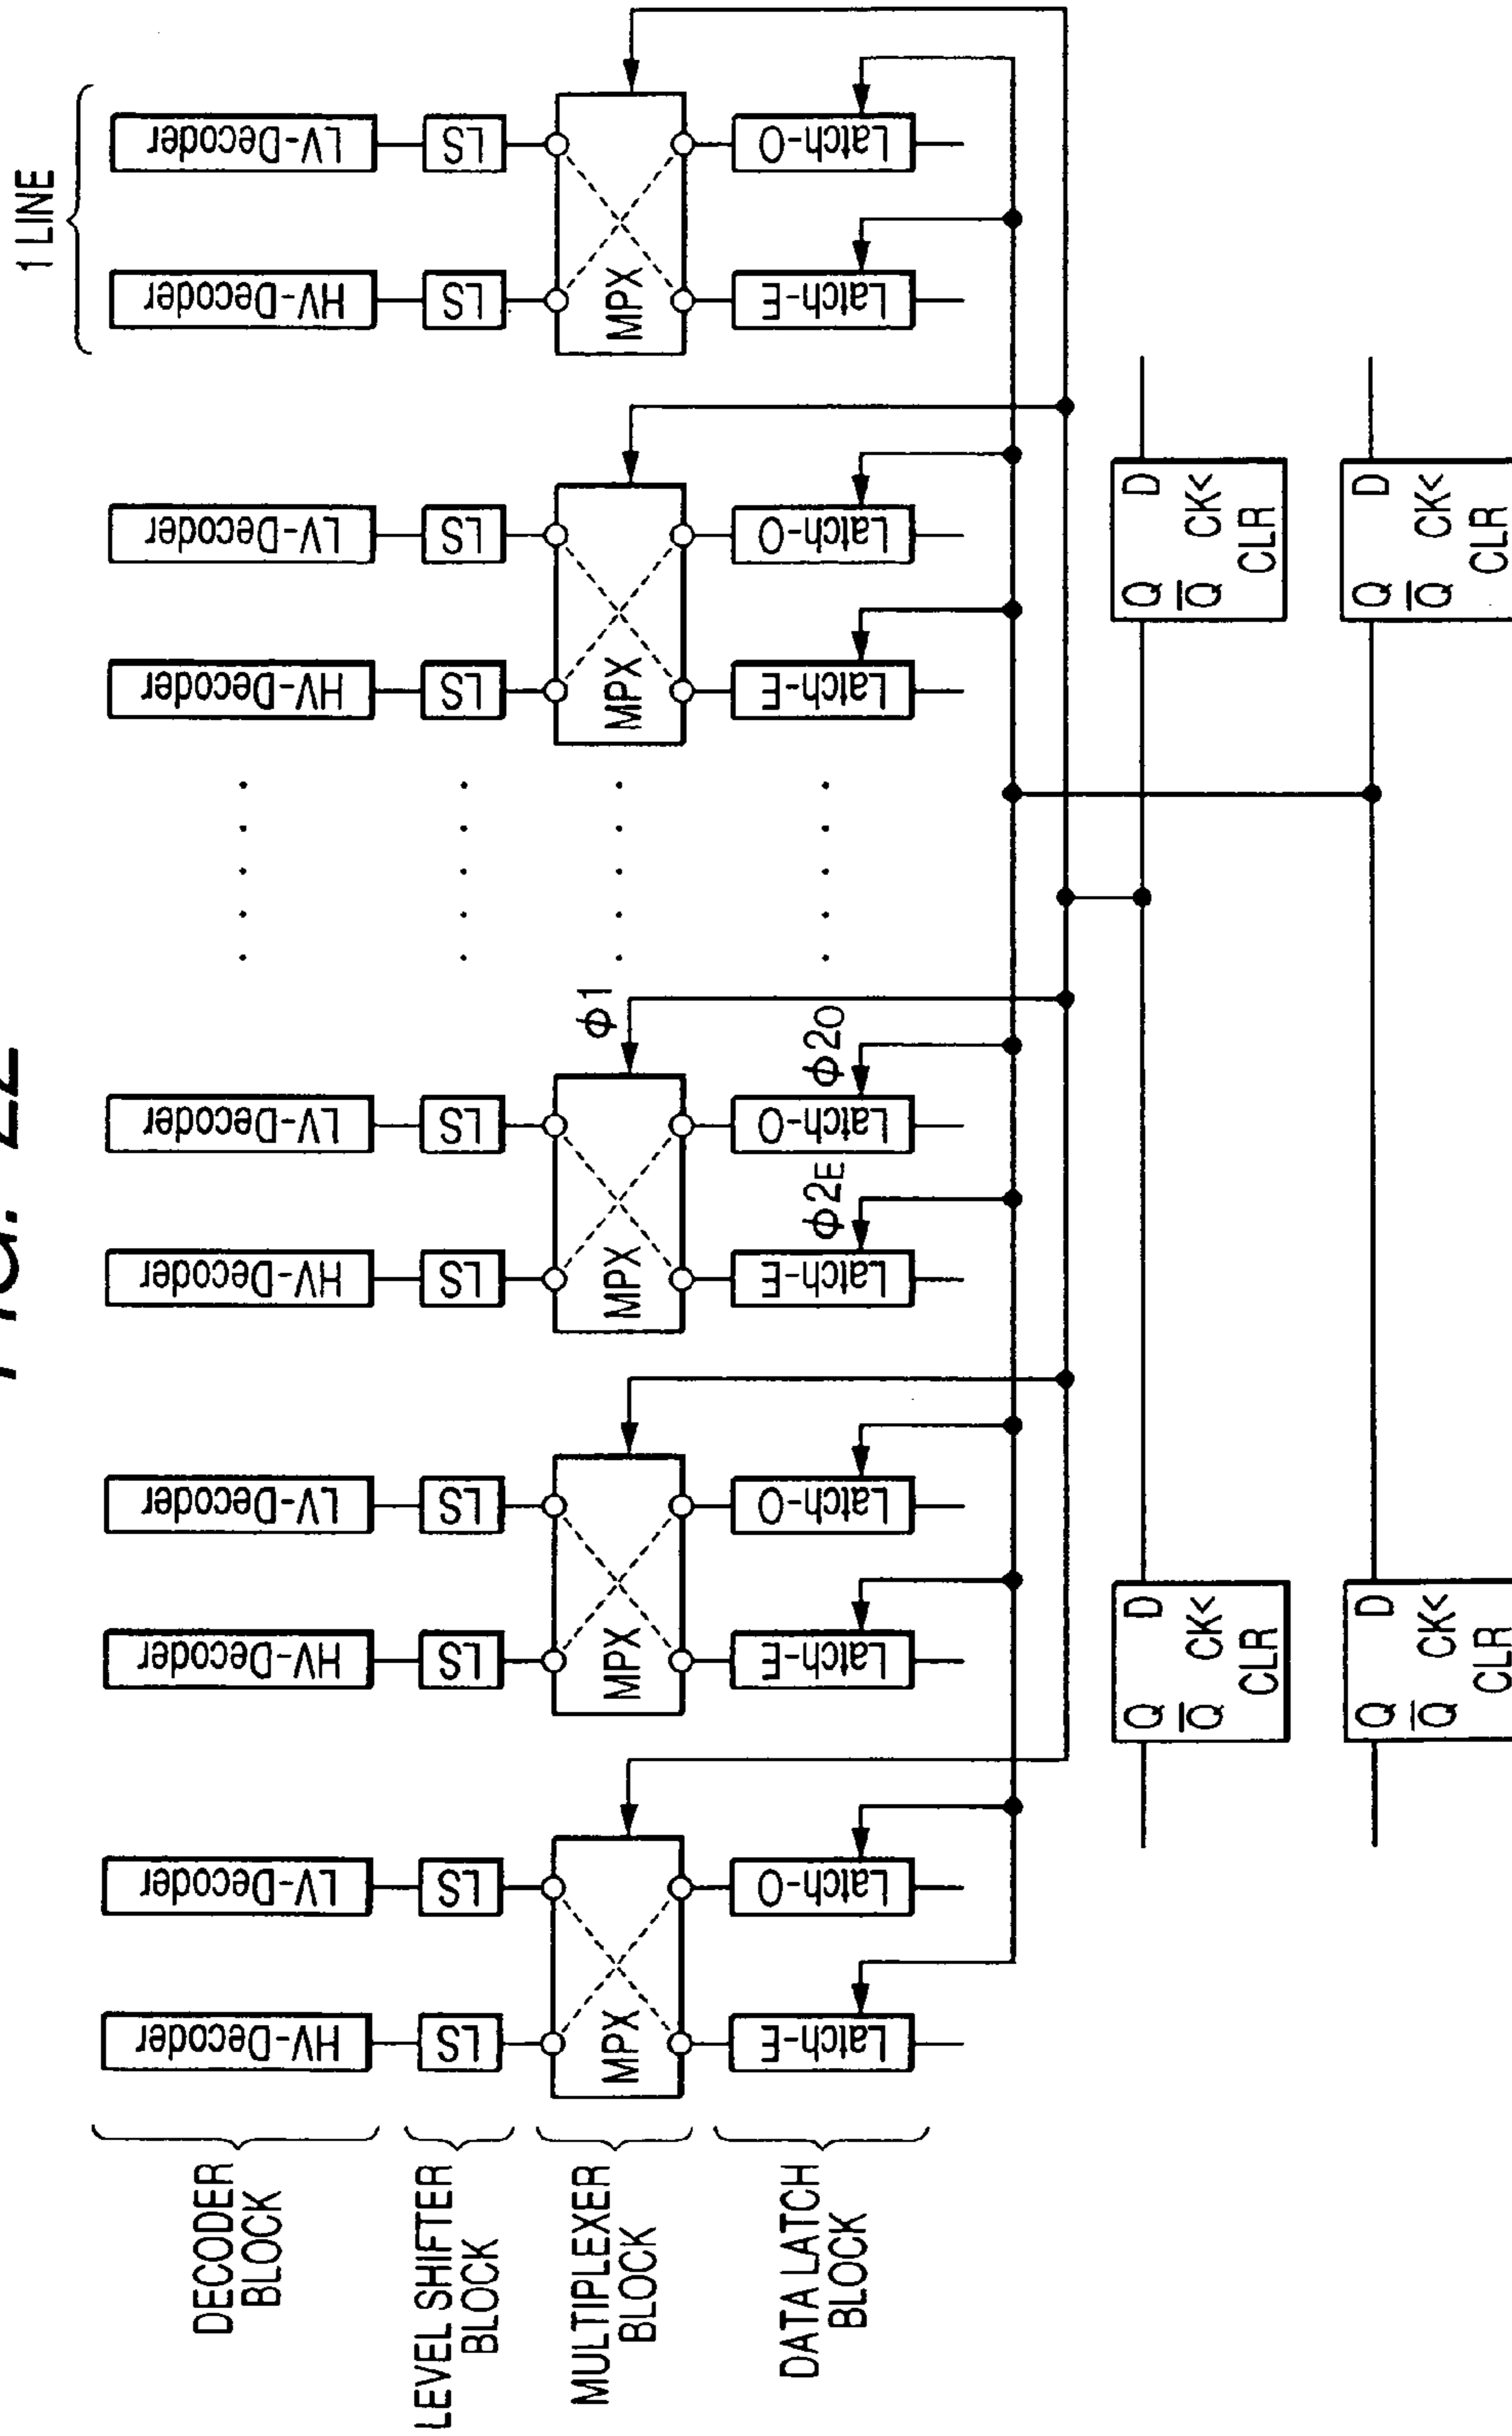 FIG. 22
1 LINE
DECODER
BLOCK
HV-Decoder
LV-Decoder
HV-Decoder
LV-Decoder
HV-Decoder
LV-Decoder
HV-Decoder
LV-Decoder
HV-Decoder
LV-Decoder
LEVEL SHIFTER
BLOCK
LS
LS
LS
LS
LS
LS
LS
LS
LS
LS
MULTIPLEXER
BLOCK
MPX
MPX
MPX
ϕ1
MPX
MPX
DATA LATCH
BLOCK
Latch-E
Latch-O
Latch-E
Latch-O
Latch-E
ϕ2E
Latch-O
ϕ2O
Latch-E
Latch-O
Latch-E
Latch-O
Q D
Q̅ CK<
CLR
Q D
Q̅ CK<
CLR
Q D
Q̅ CK<
CLR
Q D
Q̅ CK<
CLR